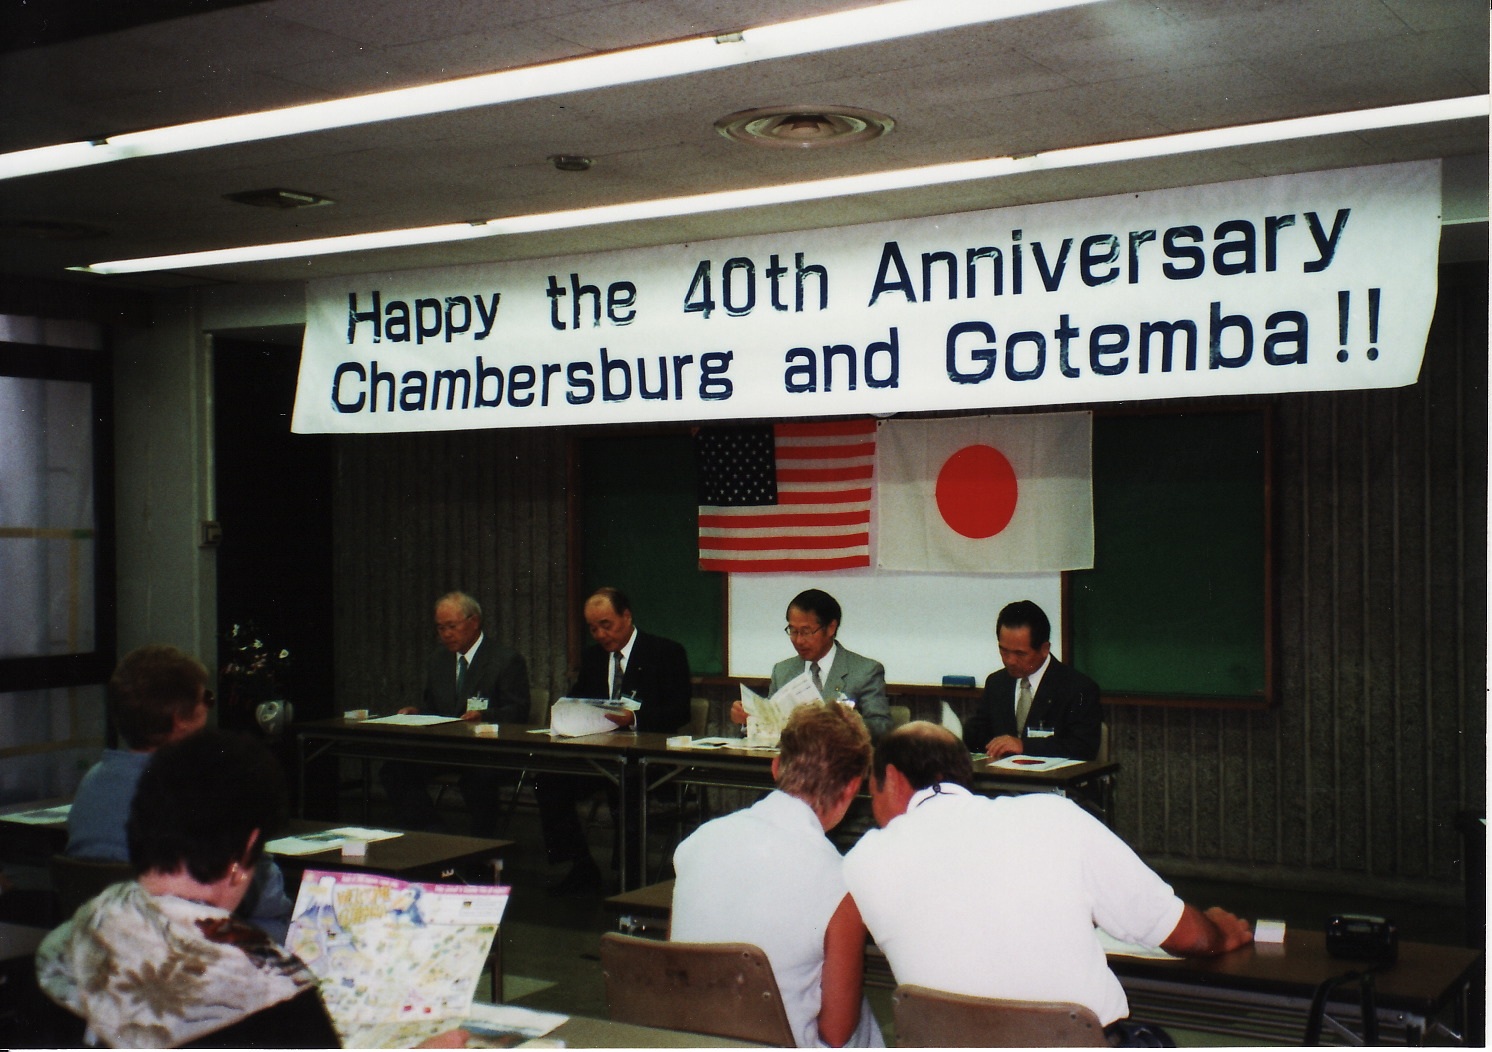 Happy the 40th Anniversary
Chambersburg and Gotemba!!